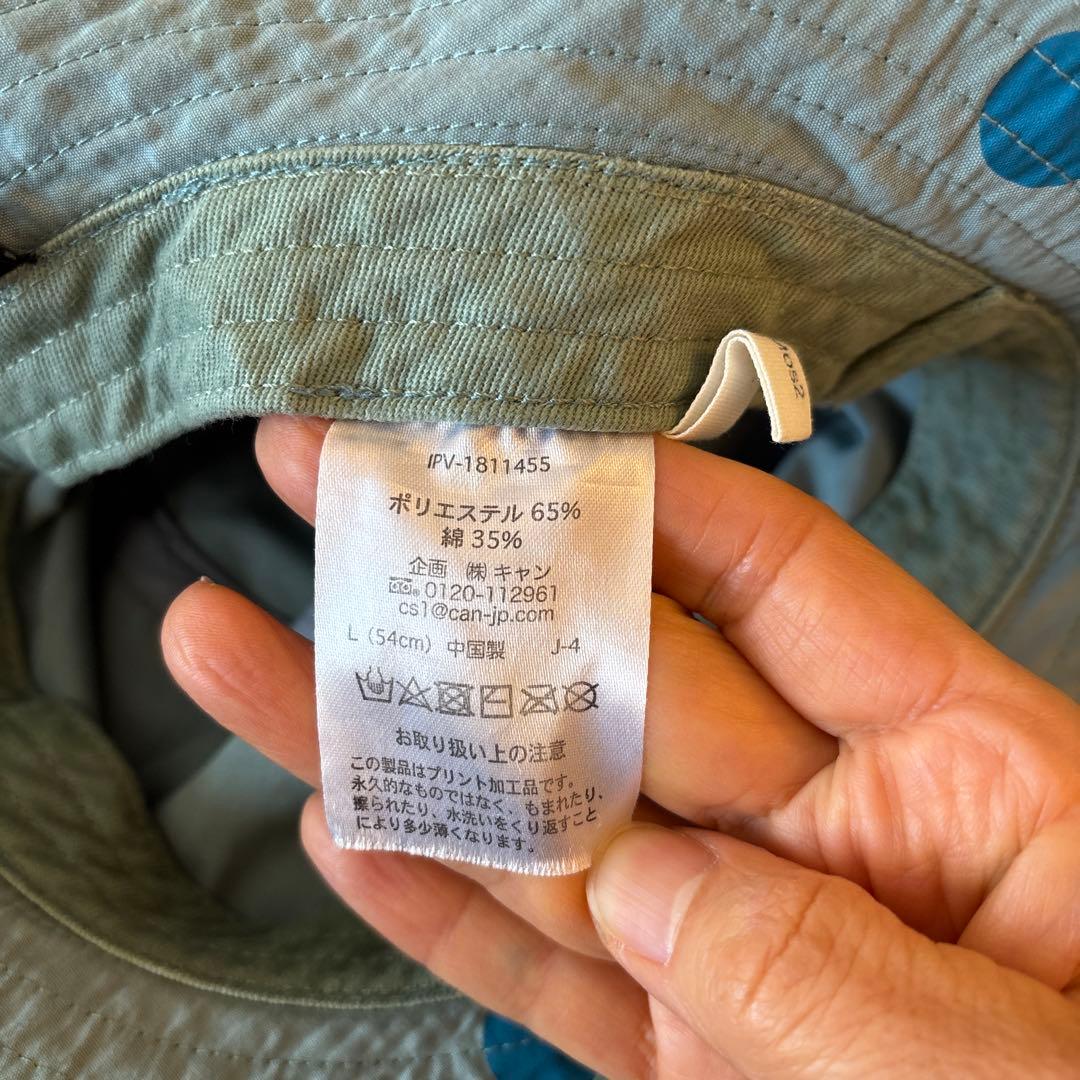 Mos2
IPV-1811455
ポリエステル 65%
綿 35%
企画 ㈱ キャン
0120-112961
cs1@can-jp.com
L (54cm) 中国製 J-4
お取り扱い上の注意
この製品はプリント加工品です。
永久的なものではなく、もまれたり、
擦られたり、水洗いをくり返すこと
により多少薄くなります。